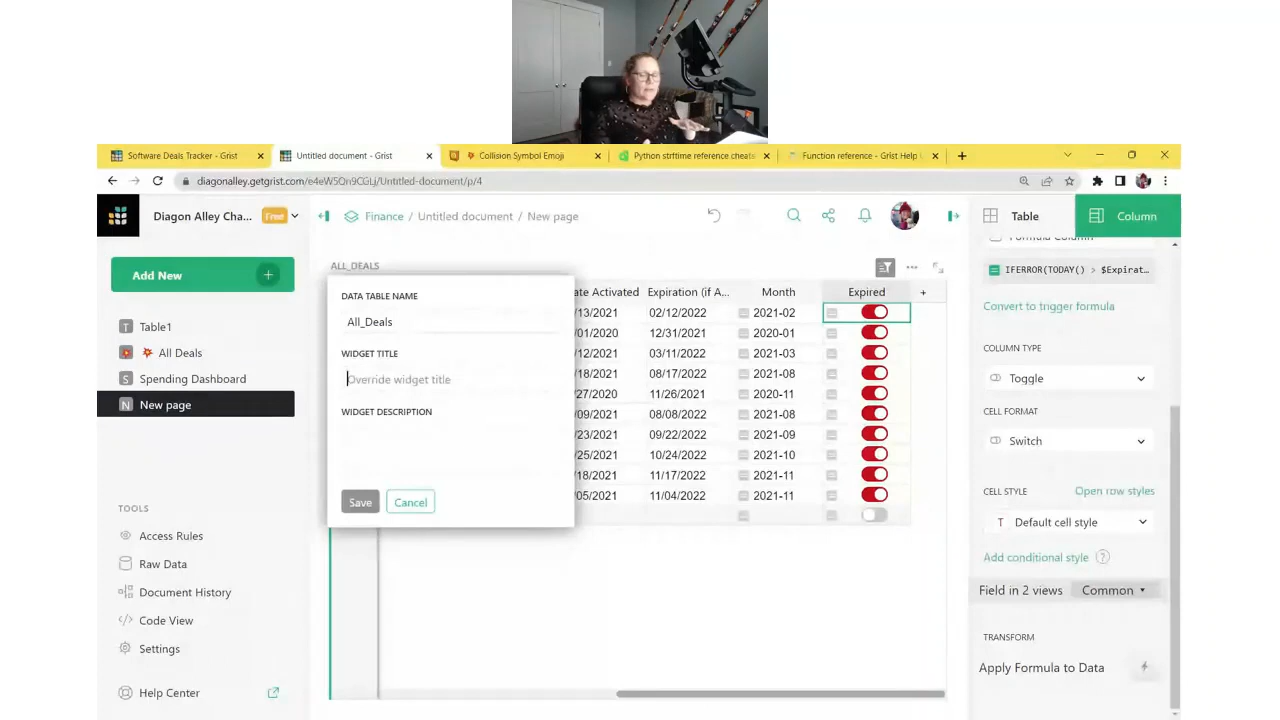 Software Deals Tracker - Grist
Untitled document - Grist
Collision Symbol Emoji
Python strftime reference cheats
Function reference - Grist Help
diagonalley.getgrist.com/e4eW5Qn9CGLj/Untitled-document/p/4
Diagon Alley Cha...
Free
Finance / Untitled document / New page
Table
Column
Add New +
Table1
All Deals
S Spending Dashboard
N New page
TOOLS
Access Rules
Raw Data
Document History
Code View
Settings
Help Center
ALL_DEALS
DATA TABLE NAME
All_Deals
WIDGET TITLE
Override widget title
WIDGET DESCRIPTION
Save
Cancel
ate Activated Expiration (if A... Month Expired +
/13/2021 02/12/2022 2021-02
/01/2020 12/31/2021 2020-01
/12/2021 03/11/2022 2021-03
/18/2021 08/17/2022 2021-08
/27/2020 11/26/2021 2020-11
/09/2021 08/08/2022 2021-08
/23/2021 09/22/2022 2021-09
/25/2021 10/24/2022 2021-10
/18/2021 11/17/2022 2021-11
/05/2021 11/04/2022 2021-11
IFERROR(TODAY() > $Expirat...
Convert to trigger formula
COLUMN TYPE
Toggle
CELL FORMAT
Switch
CELL STYLE
Open row styles
T Default cell style
Add conditional style ?
Field in 2 views
Common
TRANSFORM
Apply Formula to Data